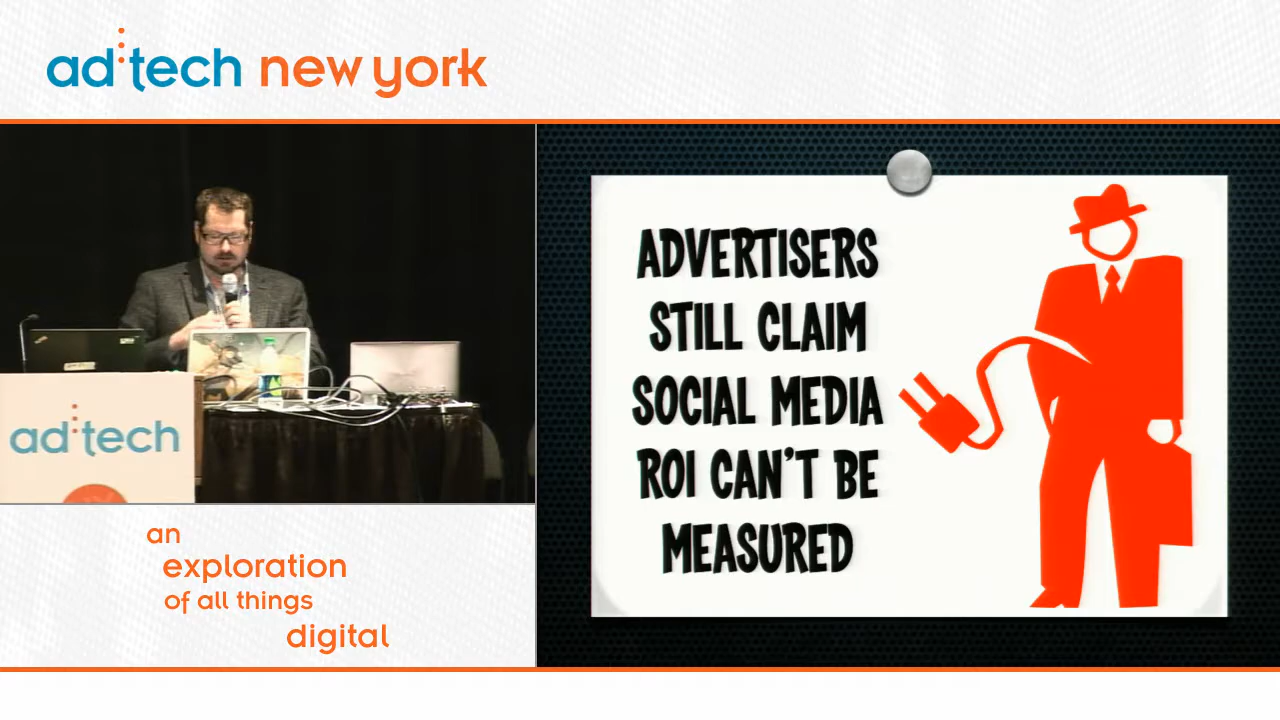 ad:tech new york
ADVERTISERS
STILL CLAIM
SOCIAL MEDIA
ROI CAN'T BE
MEASURED
ad:tech
an
exploration
of all things
digital